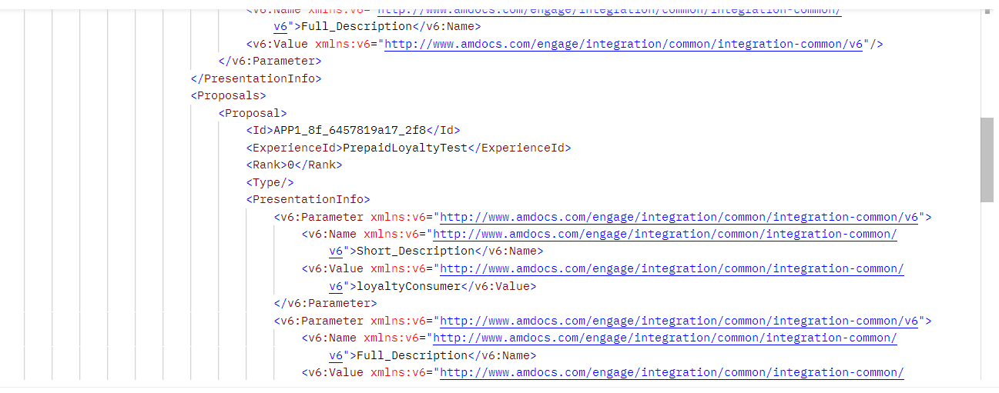 <v6:Name xmlns:v6="http://www.amdocs.com/engage/integration/common/integration-common/
v6">Full_Description</v6:Name>
<v6:Value xmlns:v6="http://www.amdocs.com/engage/integration/common/integration-common/v6"/>
</v6:Parameter>
</PresentationInfo>
<Proposals>
<Proposal>
<Id>APP1_8f_6457819a17_2f8</Id>
<ExperienceId>PrepaidLoyaltyTest</ExperienceId>
<Rank>0</Rank>
<Type/>
<PresentationInfo>
<v6:Parameter xmlns:v6="http://www.amdocs.com/engage/integration/common/integration-common/v6">
<v6:Name xmlns:v6="http://www.amdocs.com/engage/integration/common/integration-common/
v6">Short_Description</v6:Name>
<v6:Value xmlns:v6="http://www.amdocs.com/engage/integration/common/integration-common/
v6">loyaltyConsumer</v6:Value>
</v6:Parameter>
<v6:Parameter xmlns:v6="http://www.amdocs.com/engage/integration/common/integration-common/v6">
<v6:Name xmlns:v6="http://www.amdocs.com/engage/integration/common/integration-common/
v6">Full_Description</v6:Name>
<v6:Value xmlns:v6="http://www.amdocs.com/engage/integration/common/integration-common/